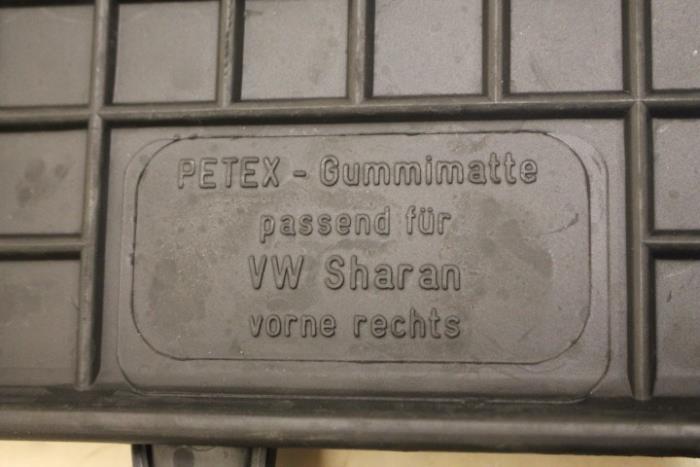 PETEX - Gummimatte
passend für
VW Sharan
vorne rechts